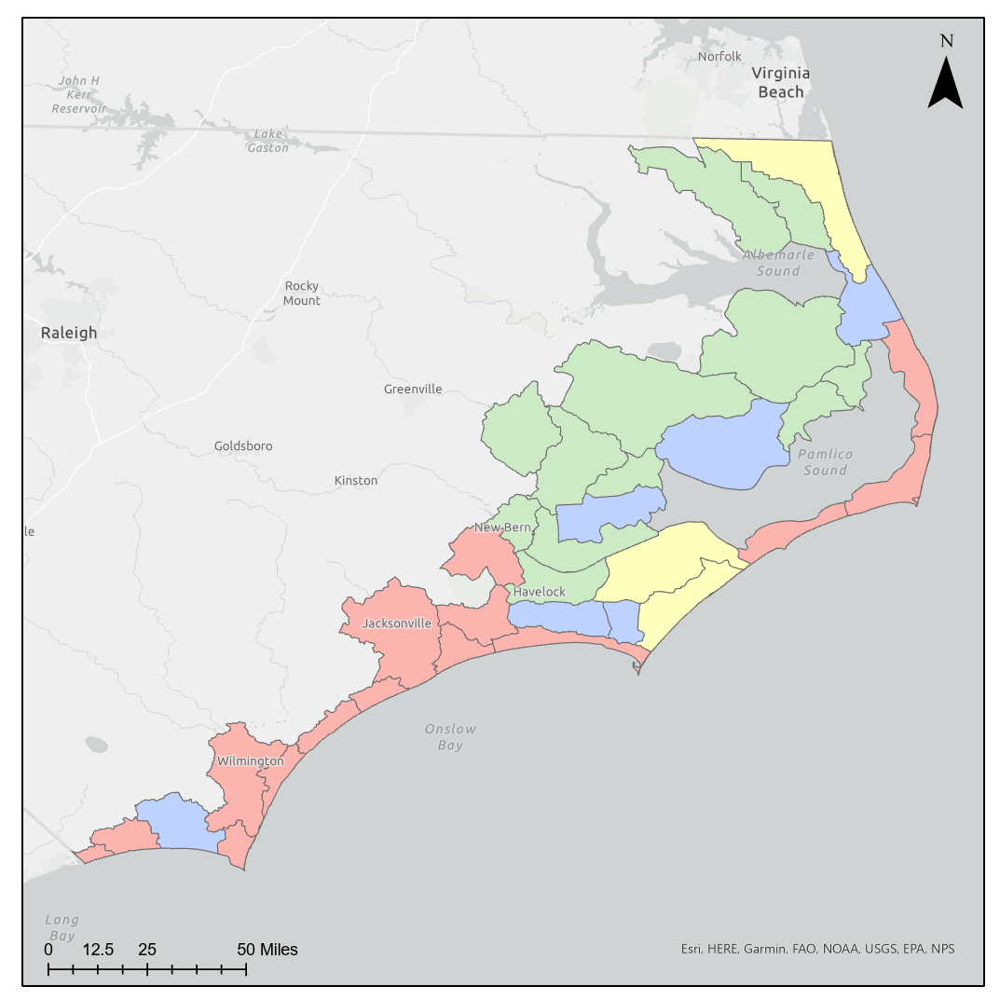 N
Norfolk
Virginia
Beach
John H
Kerr
Reservoir
Lake
Gaston
Albemarle
Sound
Rocky
Mount
Raleigh
Greenville
Goldsboro
Pamlico
Sound
Kinston
le
New Bern
Havelock
Jacksonville
Onslow
Bay
Wilmington
Long
Bay
0 12.5 25 50 Miles
Esri, HERE, Garmin, FAO, NOAA, USGS, EPA, NPS